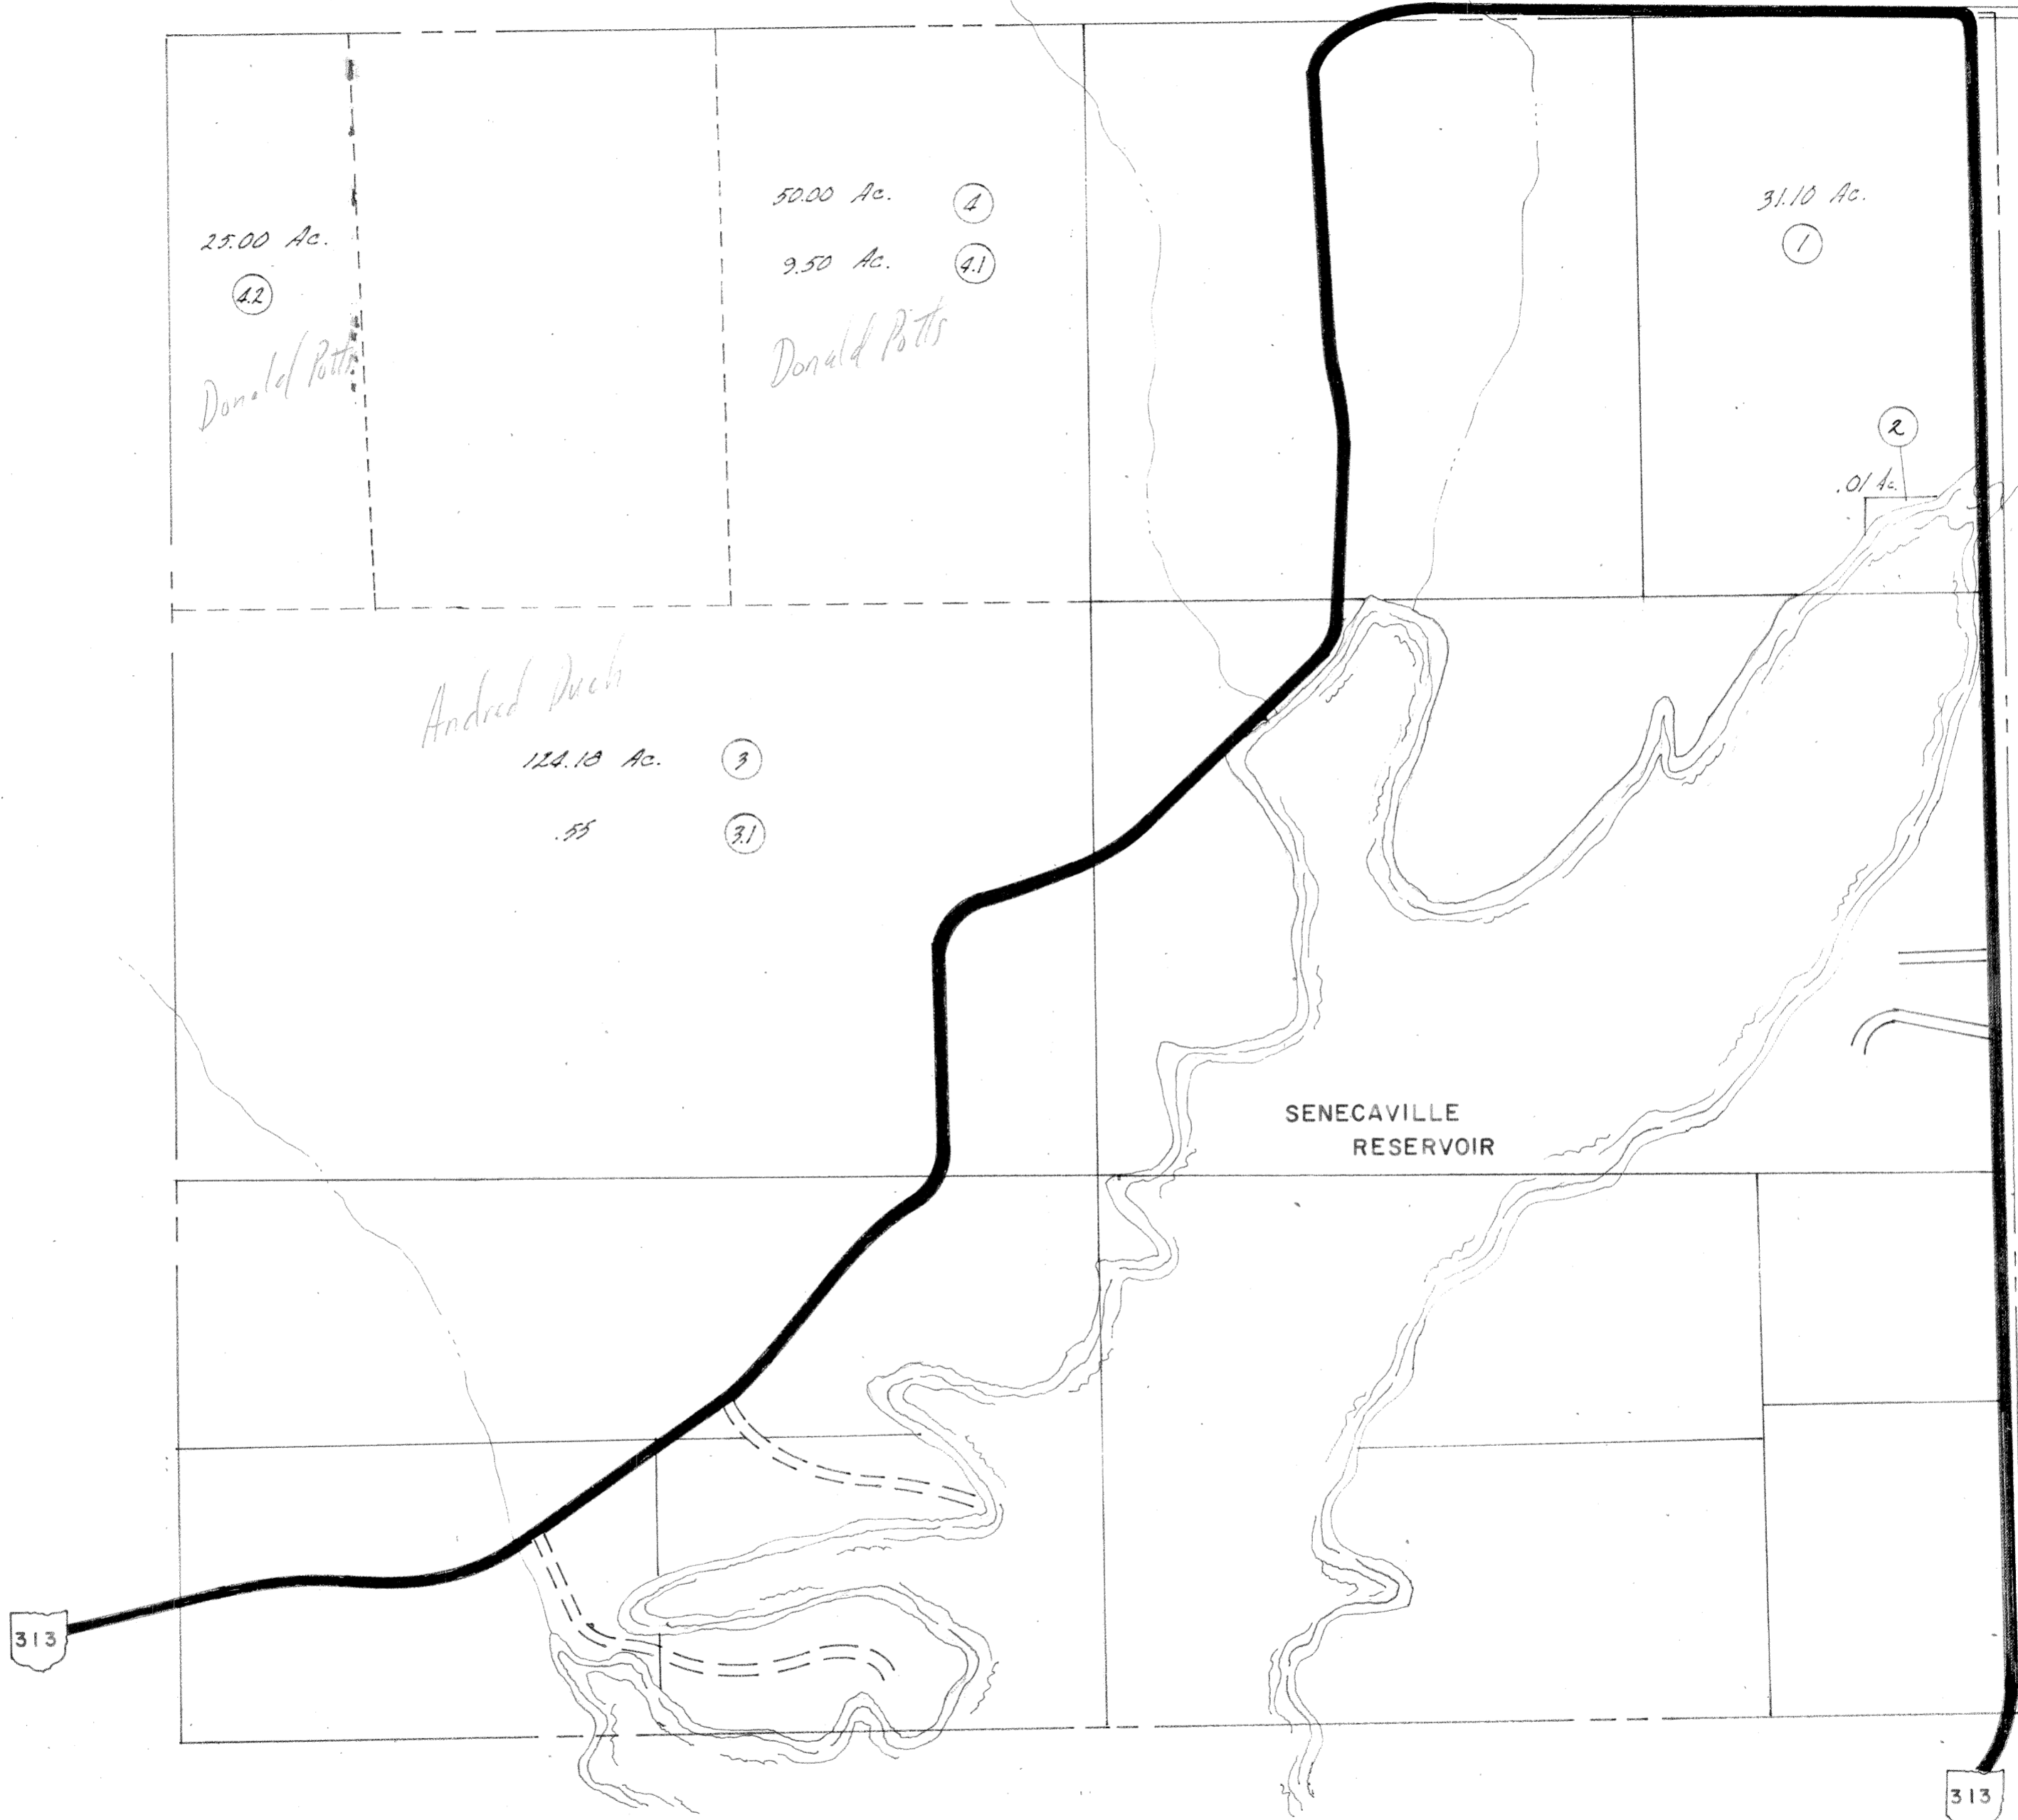 50.00 Ac. 4
31.10 Ac.
1
25.00 Ac.
4.2
9.50 Ac. 4.1
Donald Potts
Donald Potts
2
.01 Ac.
124.18 Ac. 3
.55 3.1
SENECAVILLE
RESERVOIR
313
313